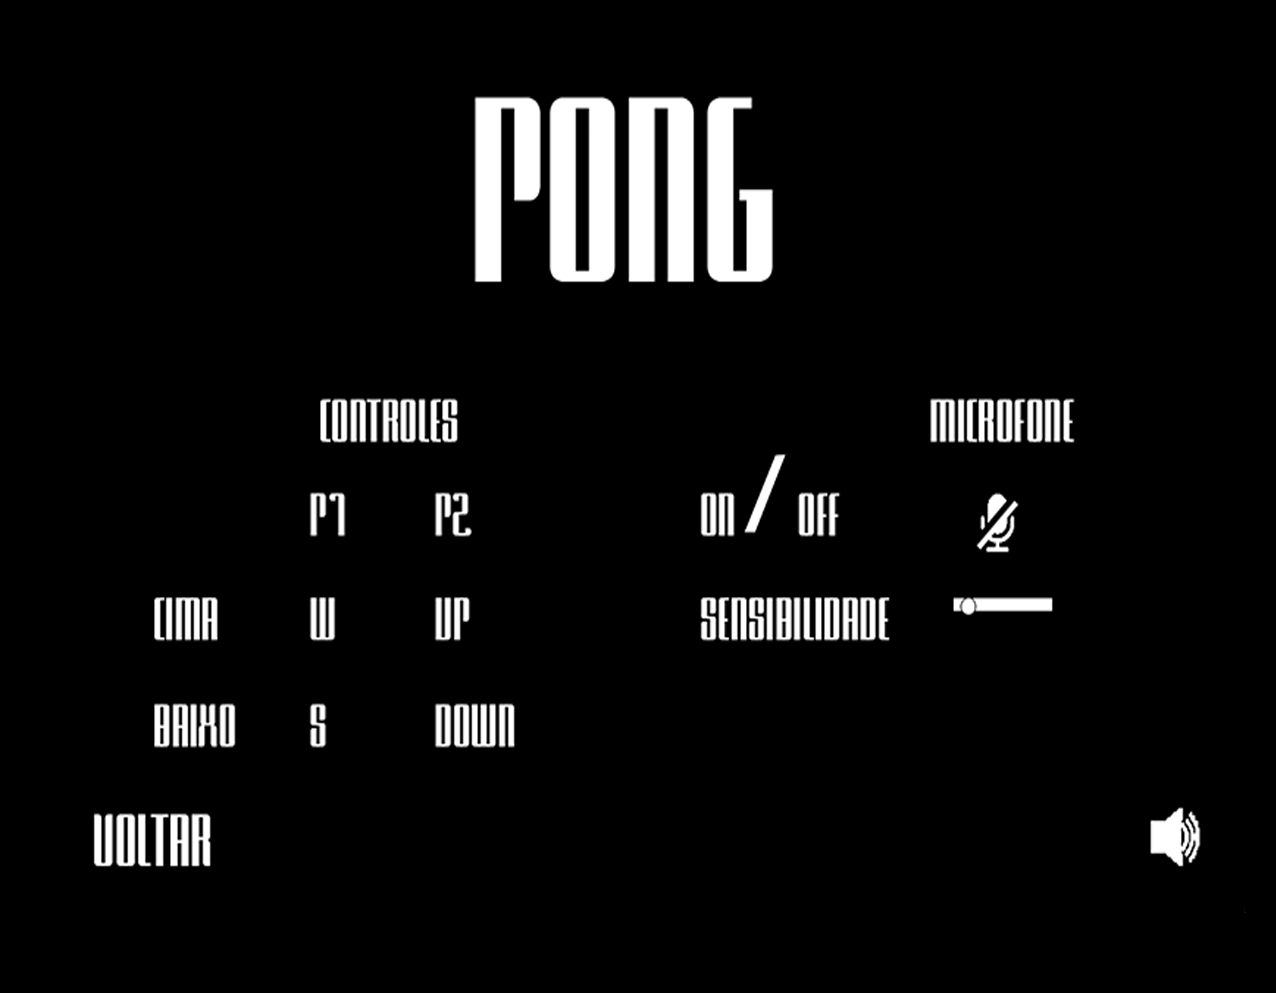 PONG
CONTROLES MICROFONE
P1 P2 ON / OFF
CIMA W UP SENSIBILIDADE
BAIXO S DOWN
VOLTAR